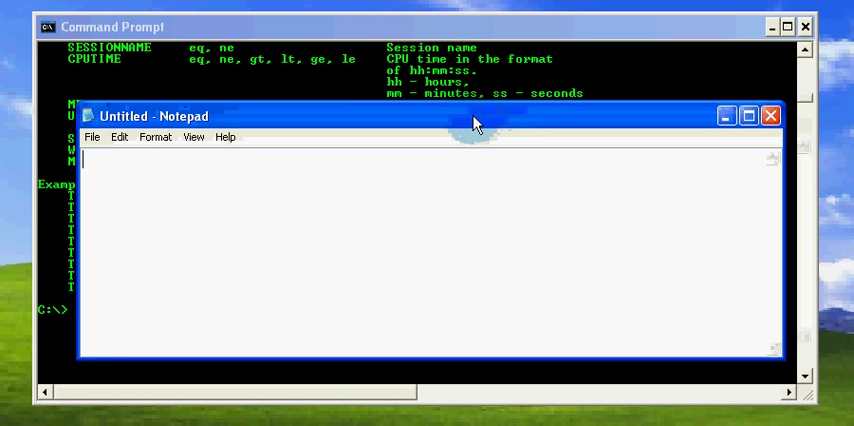 Command Prompt
SESSIONNAME eq, ne Session name
CPUTIME eq, ne, gt, lt, ge, le CPU time in the format
of hh:mm:ss.
hh - hours,
mm - minutes, ss - seconds
M
U
Untitled - Notepad
File Edit Format View Help
S
W
M
Examp
T
T
T
T
T
T
T
T
T
C:\>